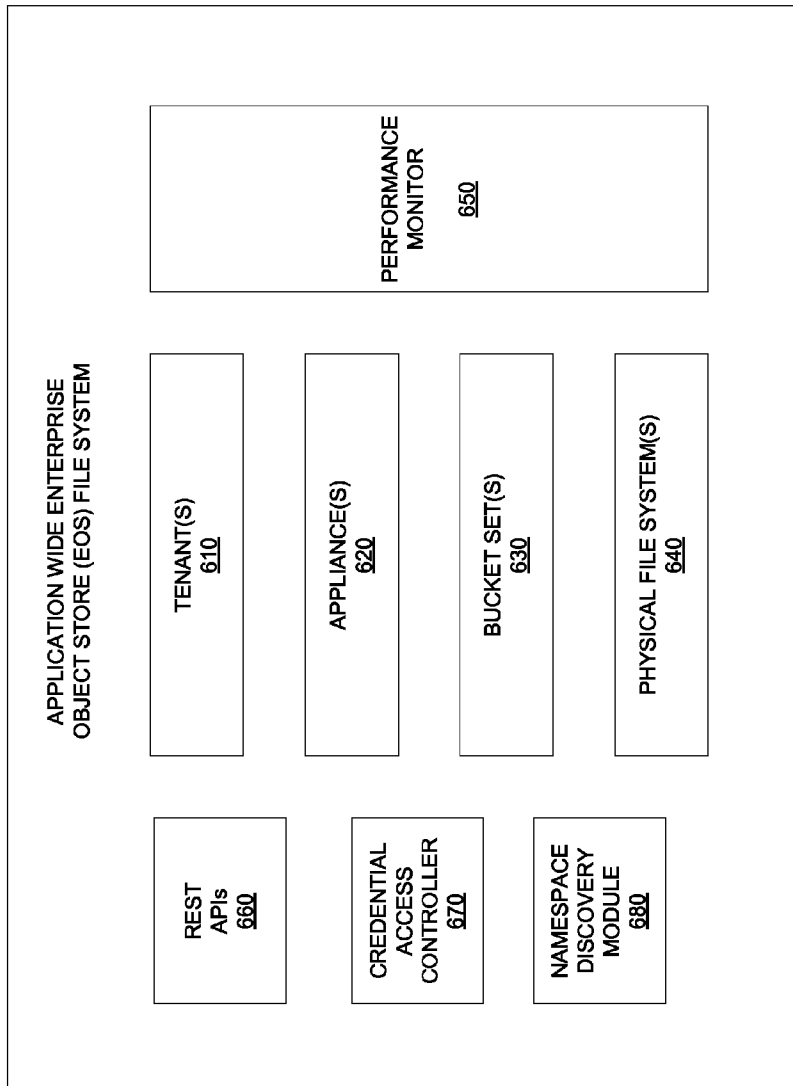 APPLICATION WIDE ENTERPRISE
OBJECT STORE (EOS) FILE SYSTEM
REST
APIs
660
CREDENTIAL
ACCESS
CONTROLLER
670
NAMESPACE
DISCOVERY
MODULE
680
TENANT(S)
610
APPLIANCE(S)
620
BUCKET SET(S)
630
PHYSICAL FILE SYSTEM(S)
640
PERFORMANCE
MONITOR
650